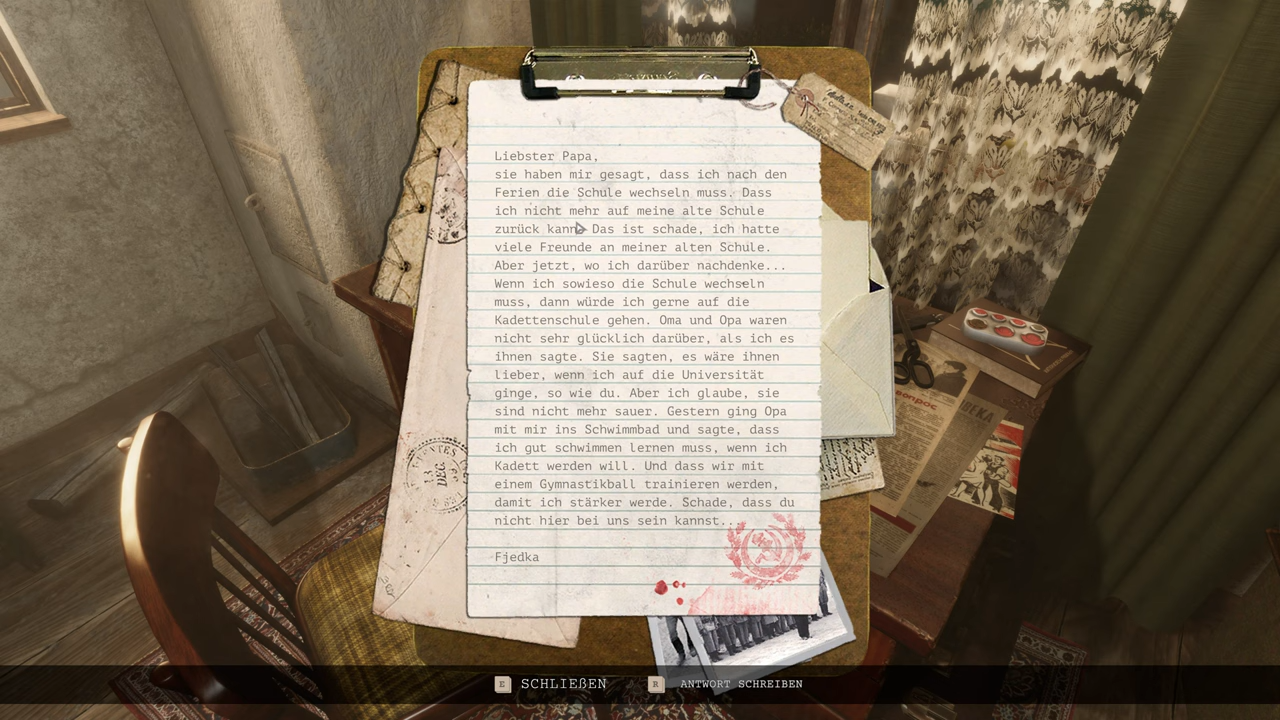 Liebster Papa,
sie haben mir gesagt, dass ich nach den
Ferien die Schule wechseln muss. Dass
ich nicht mehr auf meine alte Schule
zurück kann. Das ist schade, ich hatte
viele Freunde an meiner alten Schule.
Aber jetzt, wo ich darüber nachdenke...
Wenn ich sowieso die Schule wechseln
muss, dann würde ich gerne auf die
Kadettenschule gehen. Oma und Opa waren
nicht sehr glücklich darüber, als ich es
ihnen sagte. Sie sagten, es wäre ihnen
lieber, wenn ich auf die Universität
ginge, so wie du. Aber ich glaube, sie
sind nicht mehr sauer. Gestern ging Opa
mit mir ins Schwimmbad und sagte, dass
ich gut schwimmen lernen muss, wenn ich
Kadett werden will. Und dass wir mit
einem Gymnastikball trainieren werden,
damit ich stärker werde. Schade, dass du
nicht hier bei uns sein kannst...
Fjedka
DEC
E SCHLIEẞEN
R ANTWORT SCHREIBEN